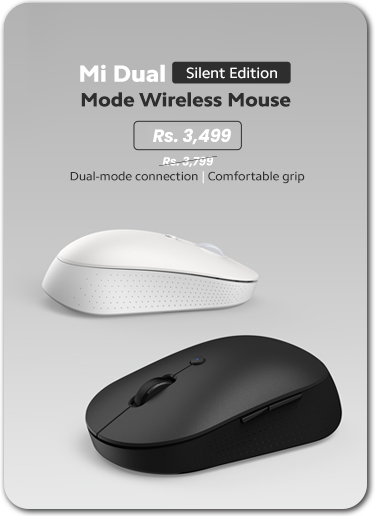 Mi Dual Silent Edition
Mode Wireless Mouse
Rs. 3,499
Rs. 3,799
Dual-mode connection | Comfortable grip